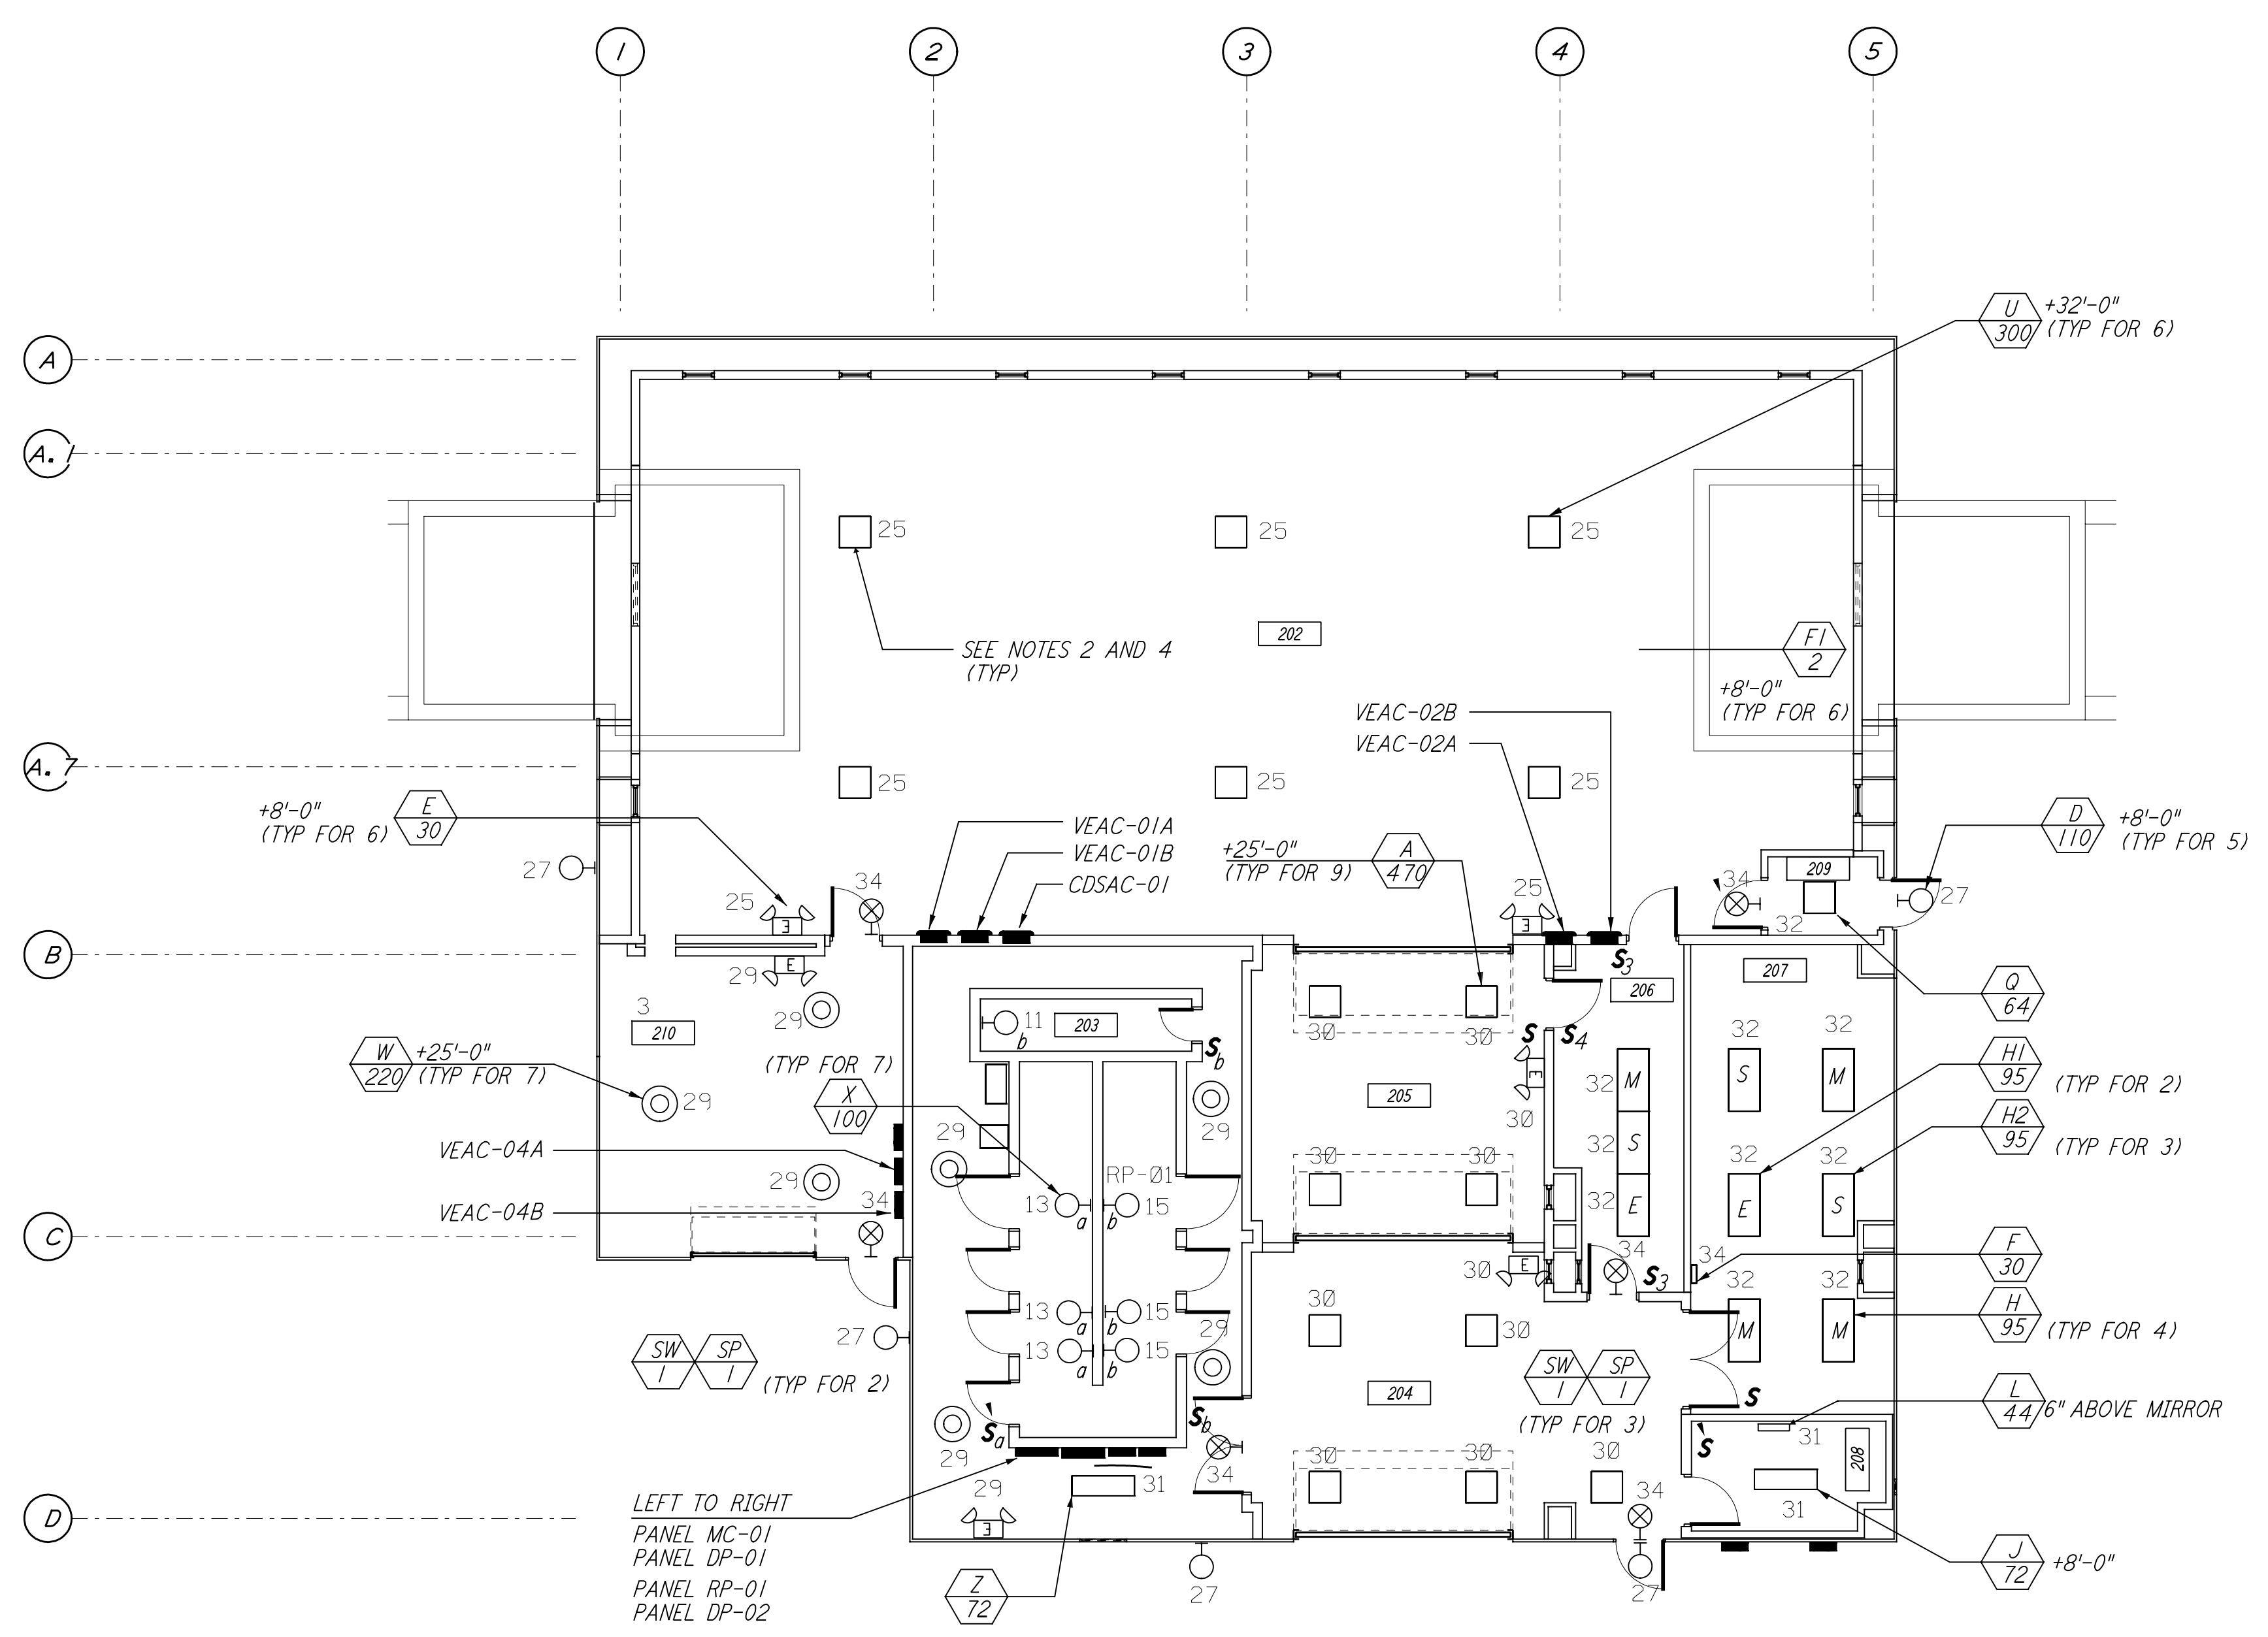 1 2 3 4 5
U +32'-0"
300 (TYP FOR 6)
A
A.1
25 25 25
202
SEE NOTES 2 AND 4
(TYP)
F1
2
+8'-0"
(TYP FOR 6)
VEAC-02B
VEAC-02A
A.7
25 25 25
+8'-0" E
(TYP FOR 6) 30
VEAC-01A
VEAC-01B
CDSAC-01
+25'-0" A
(TYP FOR 9) 470
D +8'-0"
110 (TYP FOR 5)
27
34
25
E
25
E
34
209
32
27
B
29
E
S3
206
207
Q
64
3
210
29
11
b
203
Sb
30 30
S S4
W +25'-0"
220 (TYP FOR 7)
29
(TYP FOR 7)
X
100
29
29
205
E
30
32 M
32 S
32 E
32 32
S M
H1
95 (TYP FOR 2)
H2
95 (TYP FOR 3)
VEAC-04A
VEAC-04B
29
34
RP-01
13 15
a b
30 30
32 32
E S
C
30
E
34
S3
34
F
30
32 32
M M
H
95 (TYP FOR 4)
27
13 15
a b
13 15
a b
29
30
30
SW SP
1 1
(TYP FOR 2)
204
SW SP
1 1
(TYP FOR 3)
S
L
44 6" ABOVE MIRROR
Sa
29
Sb
34
30 30 30
S
31
208
31
31
34
29
E
D
LEFT TO RIGHT
PANEL MC-01
PANEL DP-01
PANEL RP-01
PANEL DP-02
Z
72
27
27
J +8'-0"
72